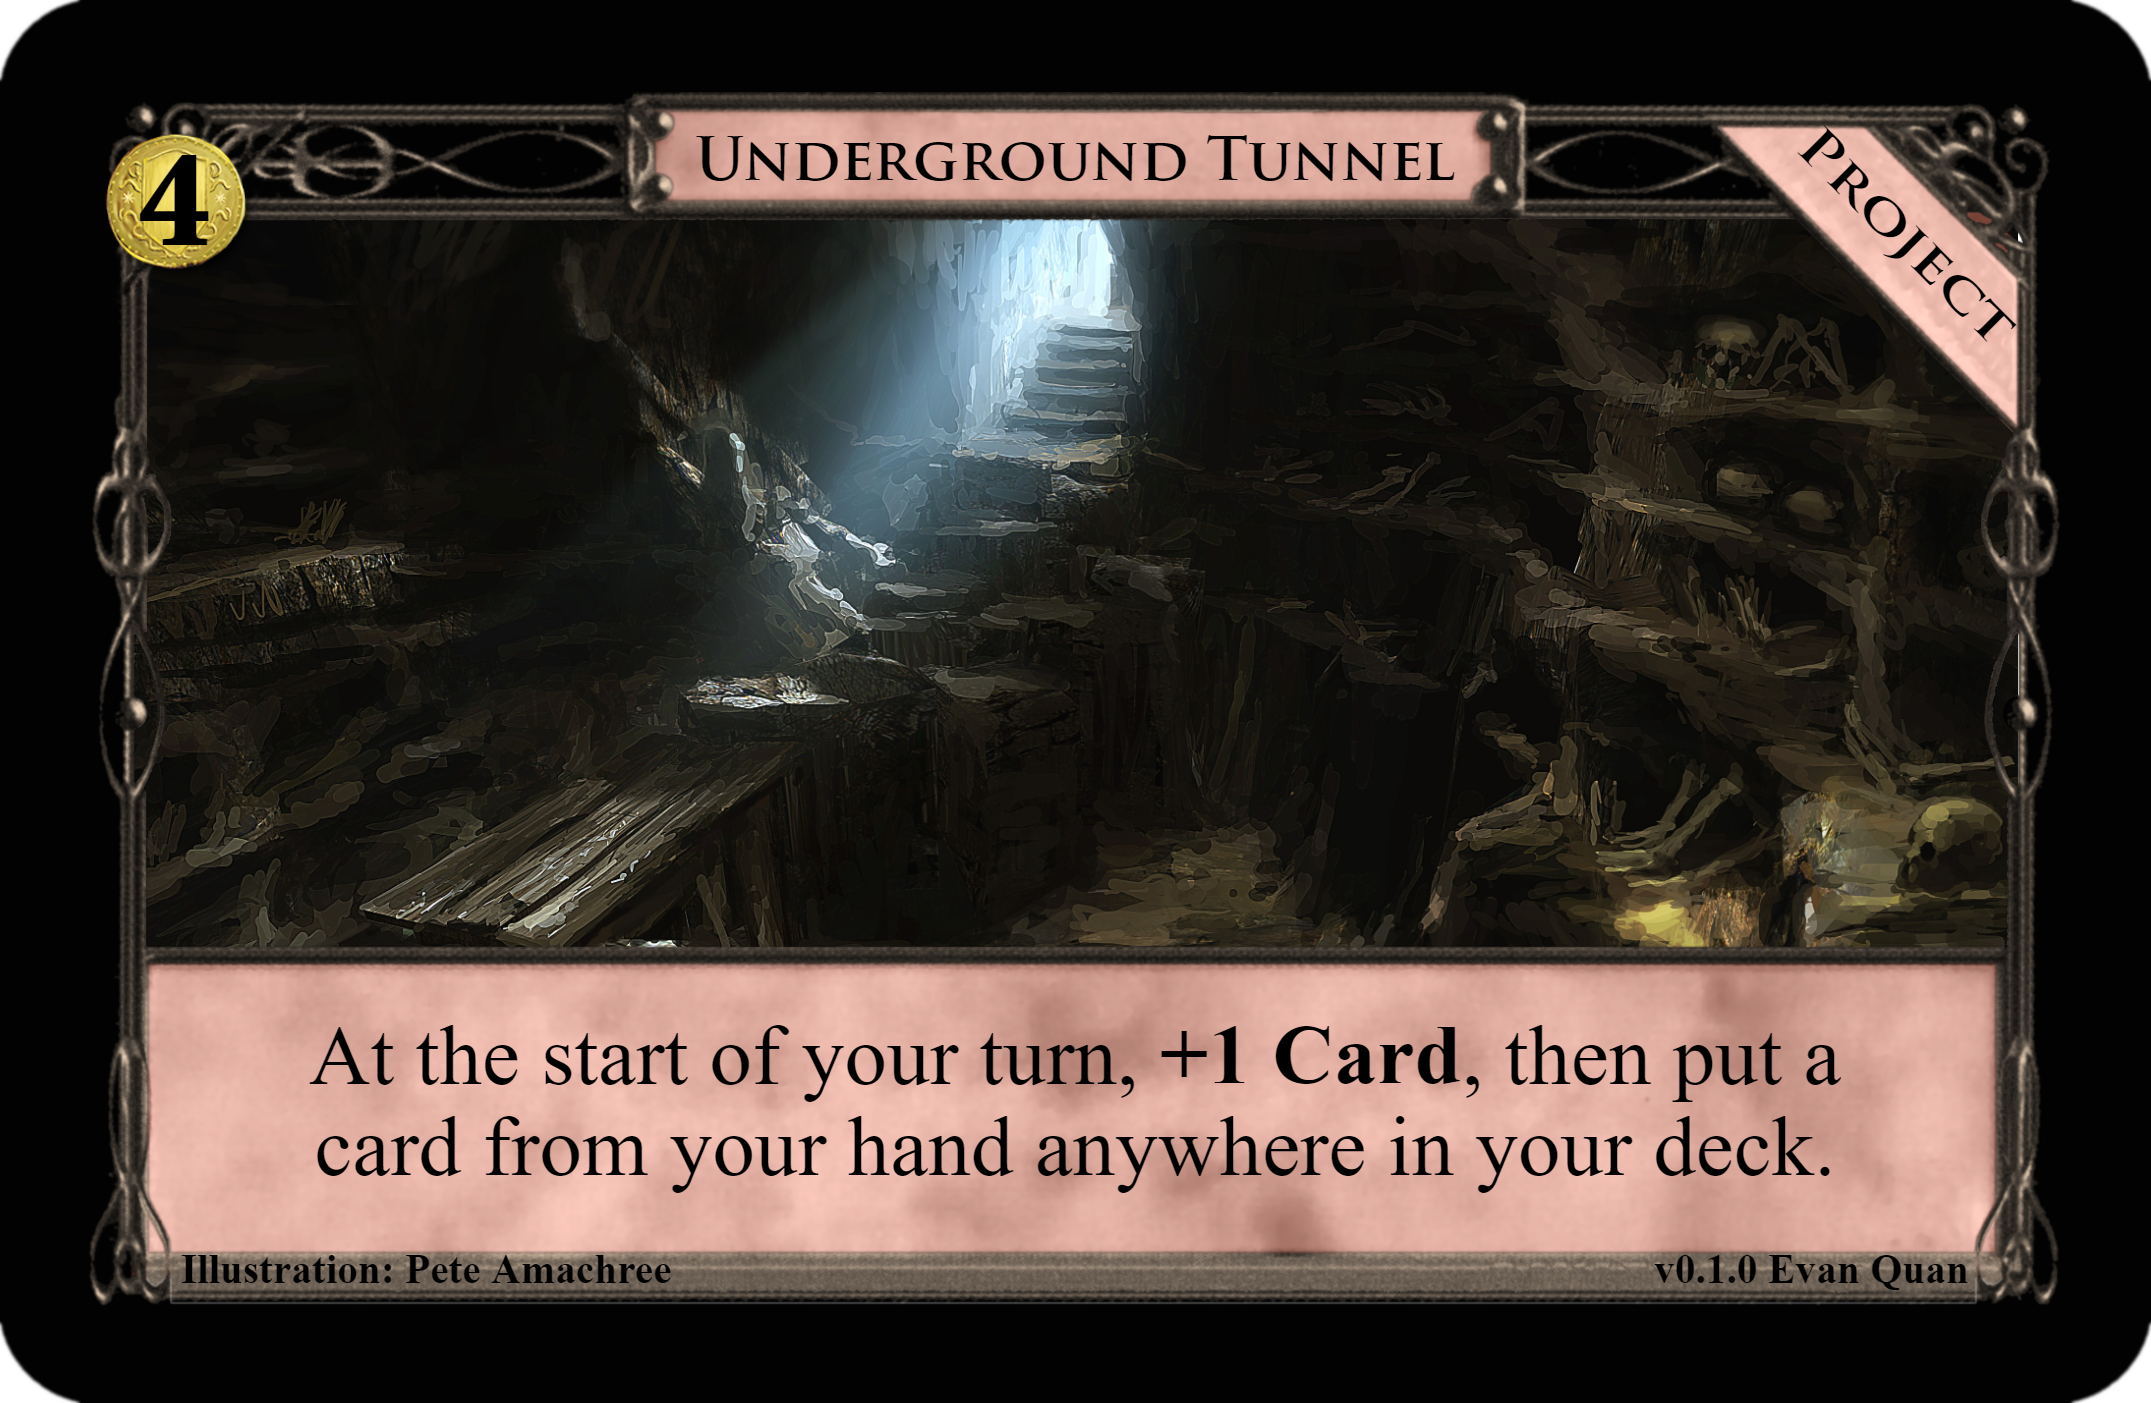 4
Underground Tunnel
Project
At the start of your turn, +1 Card, then put a
card from your hand anywhere in your deck.
Illustration: Pete Amachree
v0.1.0 Evan Quan